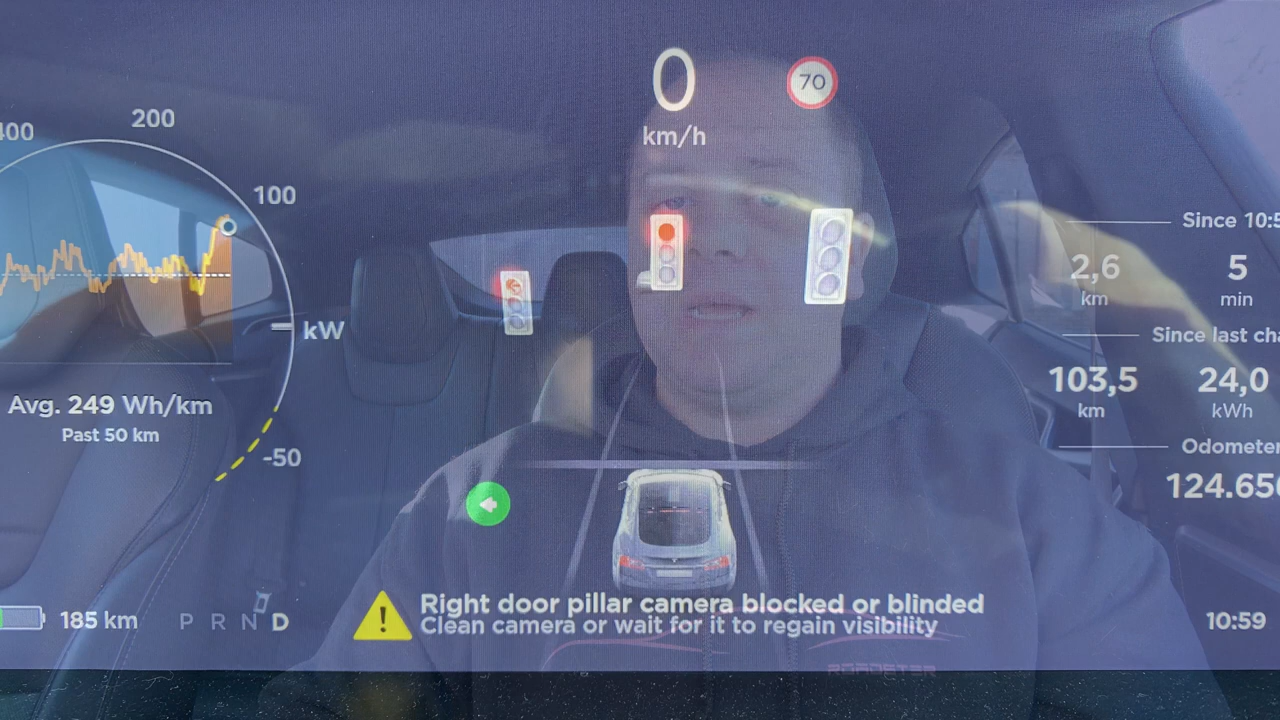 0
km/h
70
200
100
kW
-50
Avg. 249 Wh/km
Past 50 km
185 km
P R N D
Since 10:5
2,6
km
5
min
Since last cha
103,5
km
24,0
kWh
Odometer
124.656
10:59
Right door pillar camera blocked or blinded
Clean camera or wait for it to regain visibility
ROADSTER